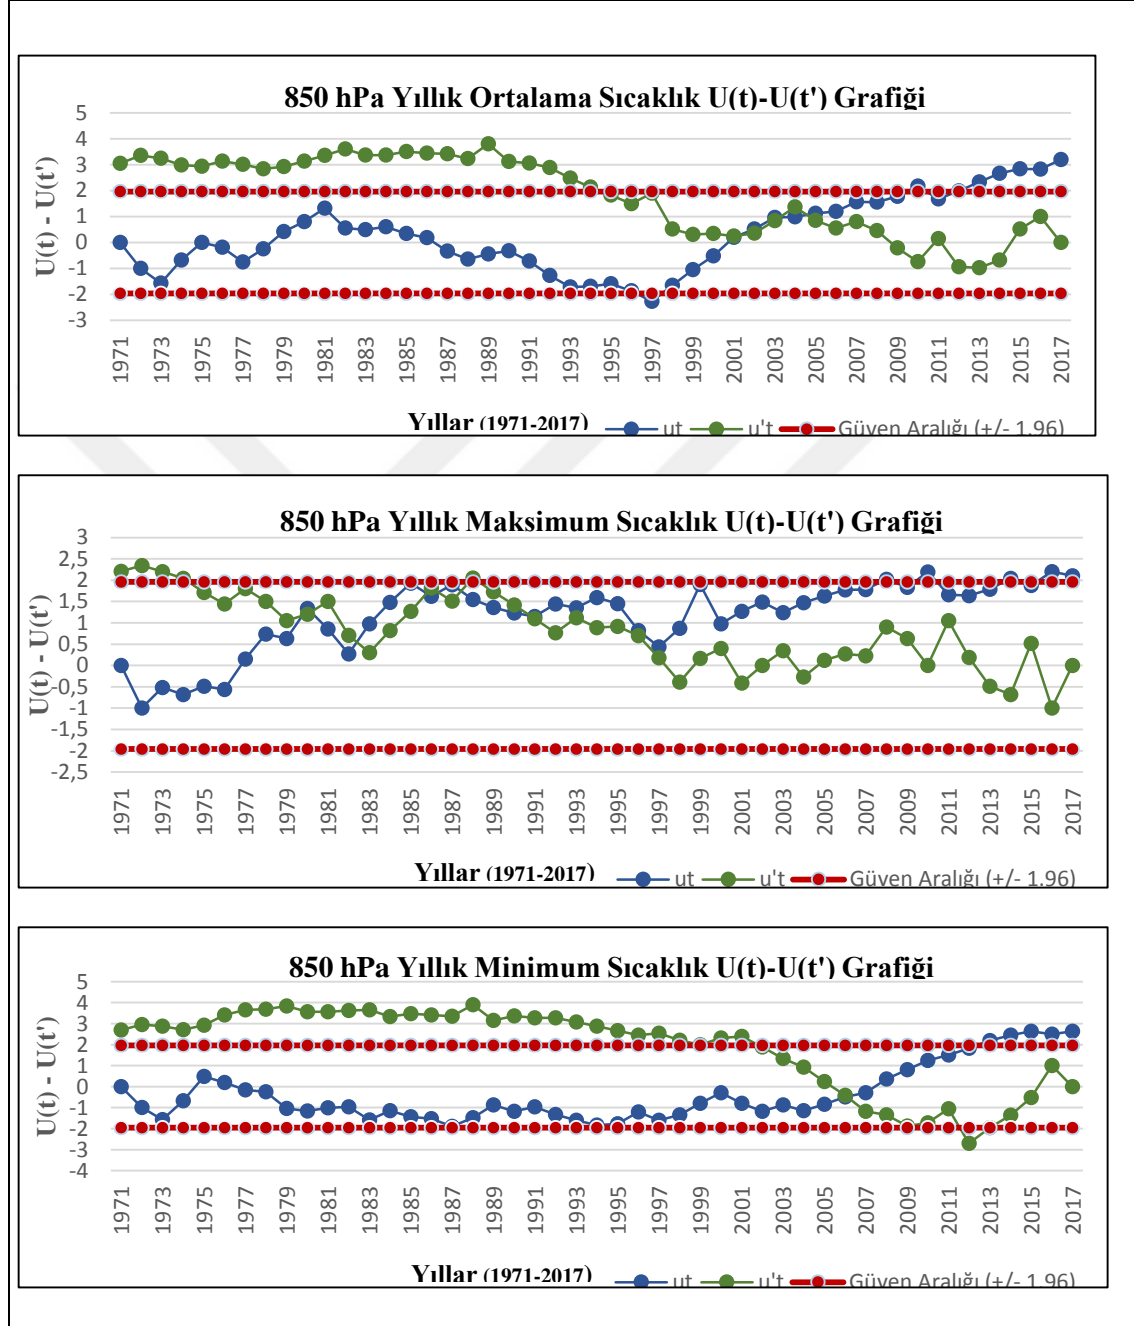 850 hPa Yıllık Ortalama Sıcaklık U(t)-U(t') Grafiği
5
4
3
2
1
0
-1
-2
-3
U(t) - U(t')
1971 1973 1975 1977 1979 1981 1983 1985 1987 1989 1991 1993 1995 1997 1999 2001 2003 2005 2007 2009 2011 2013 2015 2017
Yıllar (1971-2017) ut u't Güven Aralığı (+/- 1.96)
850 hPa Yıllık Maksimum Sıcaklık U(t)-U(t') Grafiği
3
2,5
2
1,5
1
0,5
0
-0,5
-1
-1,5
-2
-2,5
U(t) - U(t')
1971 1973 1975 1977 1979 1981 1983 1985 1987 1989 1991 1993 1995 1997 1999 2001 2003 2005 2007 2009 2011 2013 2015 2017
Yıllar (1971-2017) ut u't Güven Aralığı (+/- 1.96)
850 hPa Yıllık Minimum Sıcaklık U(t)-U(t') Grafiği
5
4
3
2
1
0
-1
-2
-3
-4
U(t) - U(t')
1971 1973 1975 1977 1979 1981 1983 1985 1987 1989 1991 1993 1995 1997 1999 2001 2003 2005 2007 2009 2011 2013 2015 2017
Yıllar (1971-2017) ut u't Güven Aralığı (+/- 1.96)